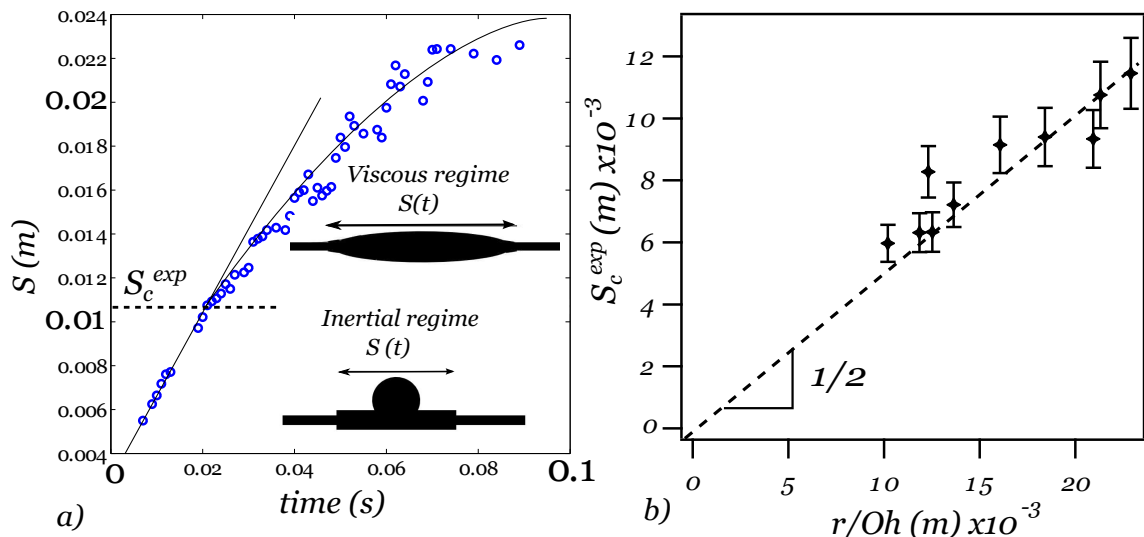 0.024
0.022
0.02
0.018
0.016
0.014
0.012
0.01
0.008
0.006
0.004
S (m)
S_c^exp
Viscous regime
S(t)
Inertial regime
S (t)
0 0.02 0.04 0.06 0.08 0.1
time (s)
a)
12
10
8
6
4
2
0
S_c^exp (m) x10^-3
1/2
0 5 10 15 20
r/Oh (m) x10^-3
b)